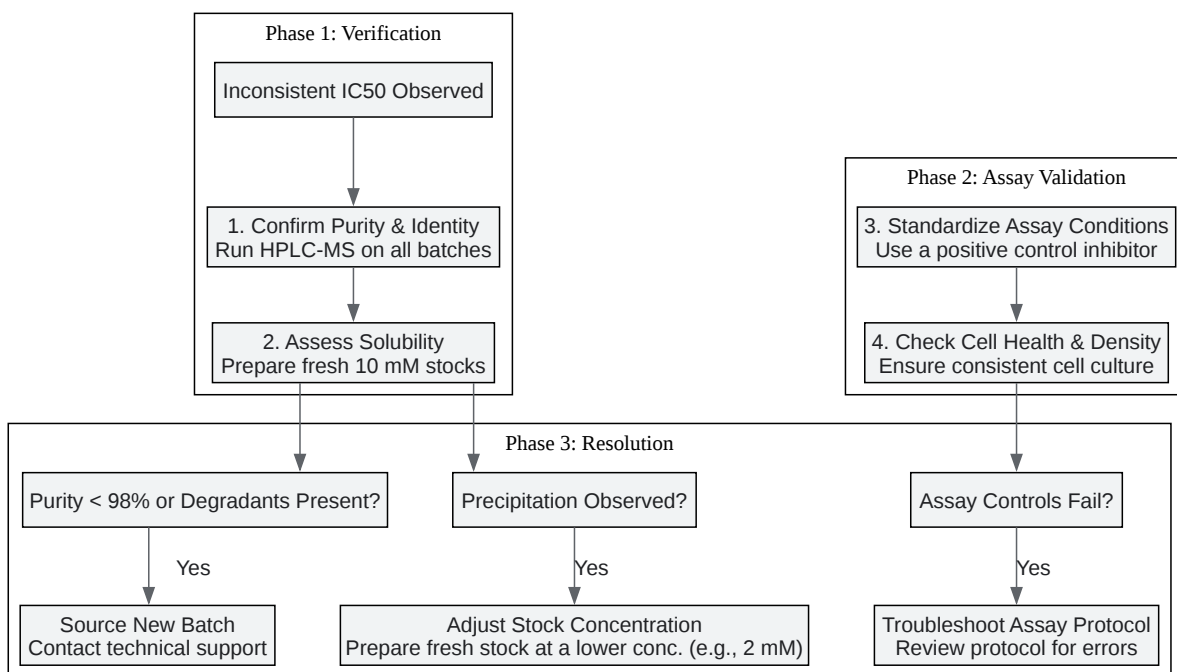 Phase 1: Verification
Inconsistent IC50 Observed
1. Confirm Purity & Identity
Run HPLC-MS on all batches
2. Assess Solubility
Prepare fresh 10 mM stocks
Phase 2: Assay Validation
3. Standardize Assay Conditions
Use a positive control inhibitor
4. Check Cell Health & Density
Ensure consistent cell culture
Phase 3: Resolution
Purity < 98% or Degradants Present?
Yes
Source New Batch
Contact technical support
Precipitation Observed?
Yes
Adjust Stock Concentration
Prepare fresh stock at a lower conc. (e.g., 2 mM)
Assay Controls Fail?
Yes
Troubleshoot Assay Protocol
Review protocol for errors